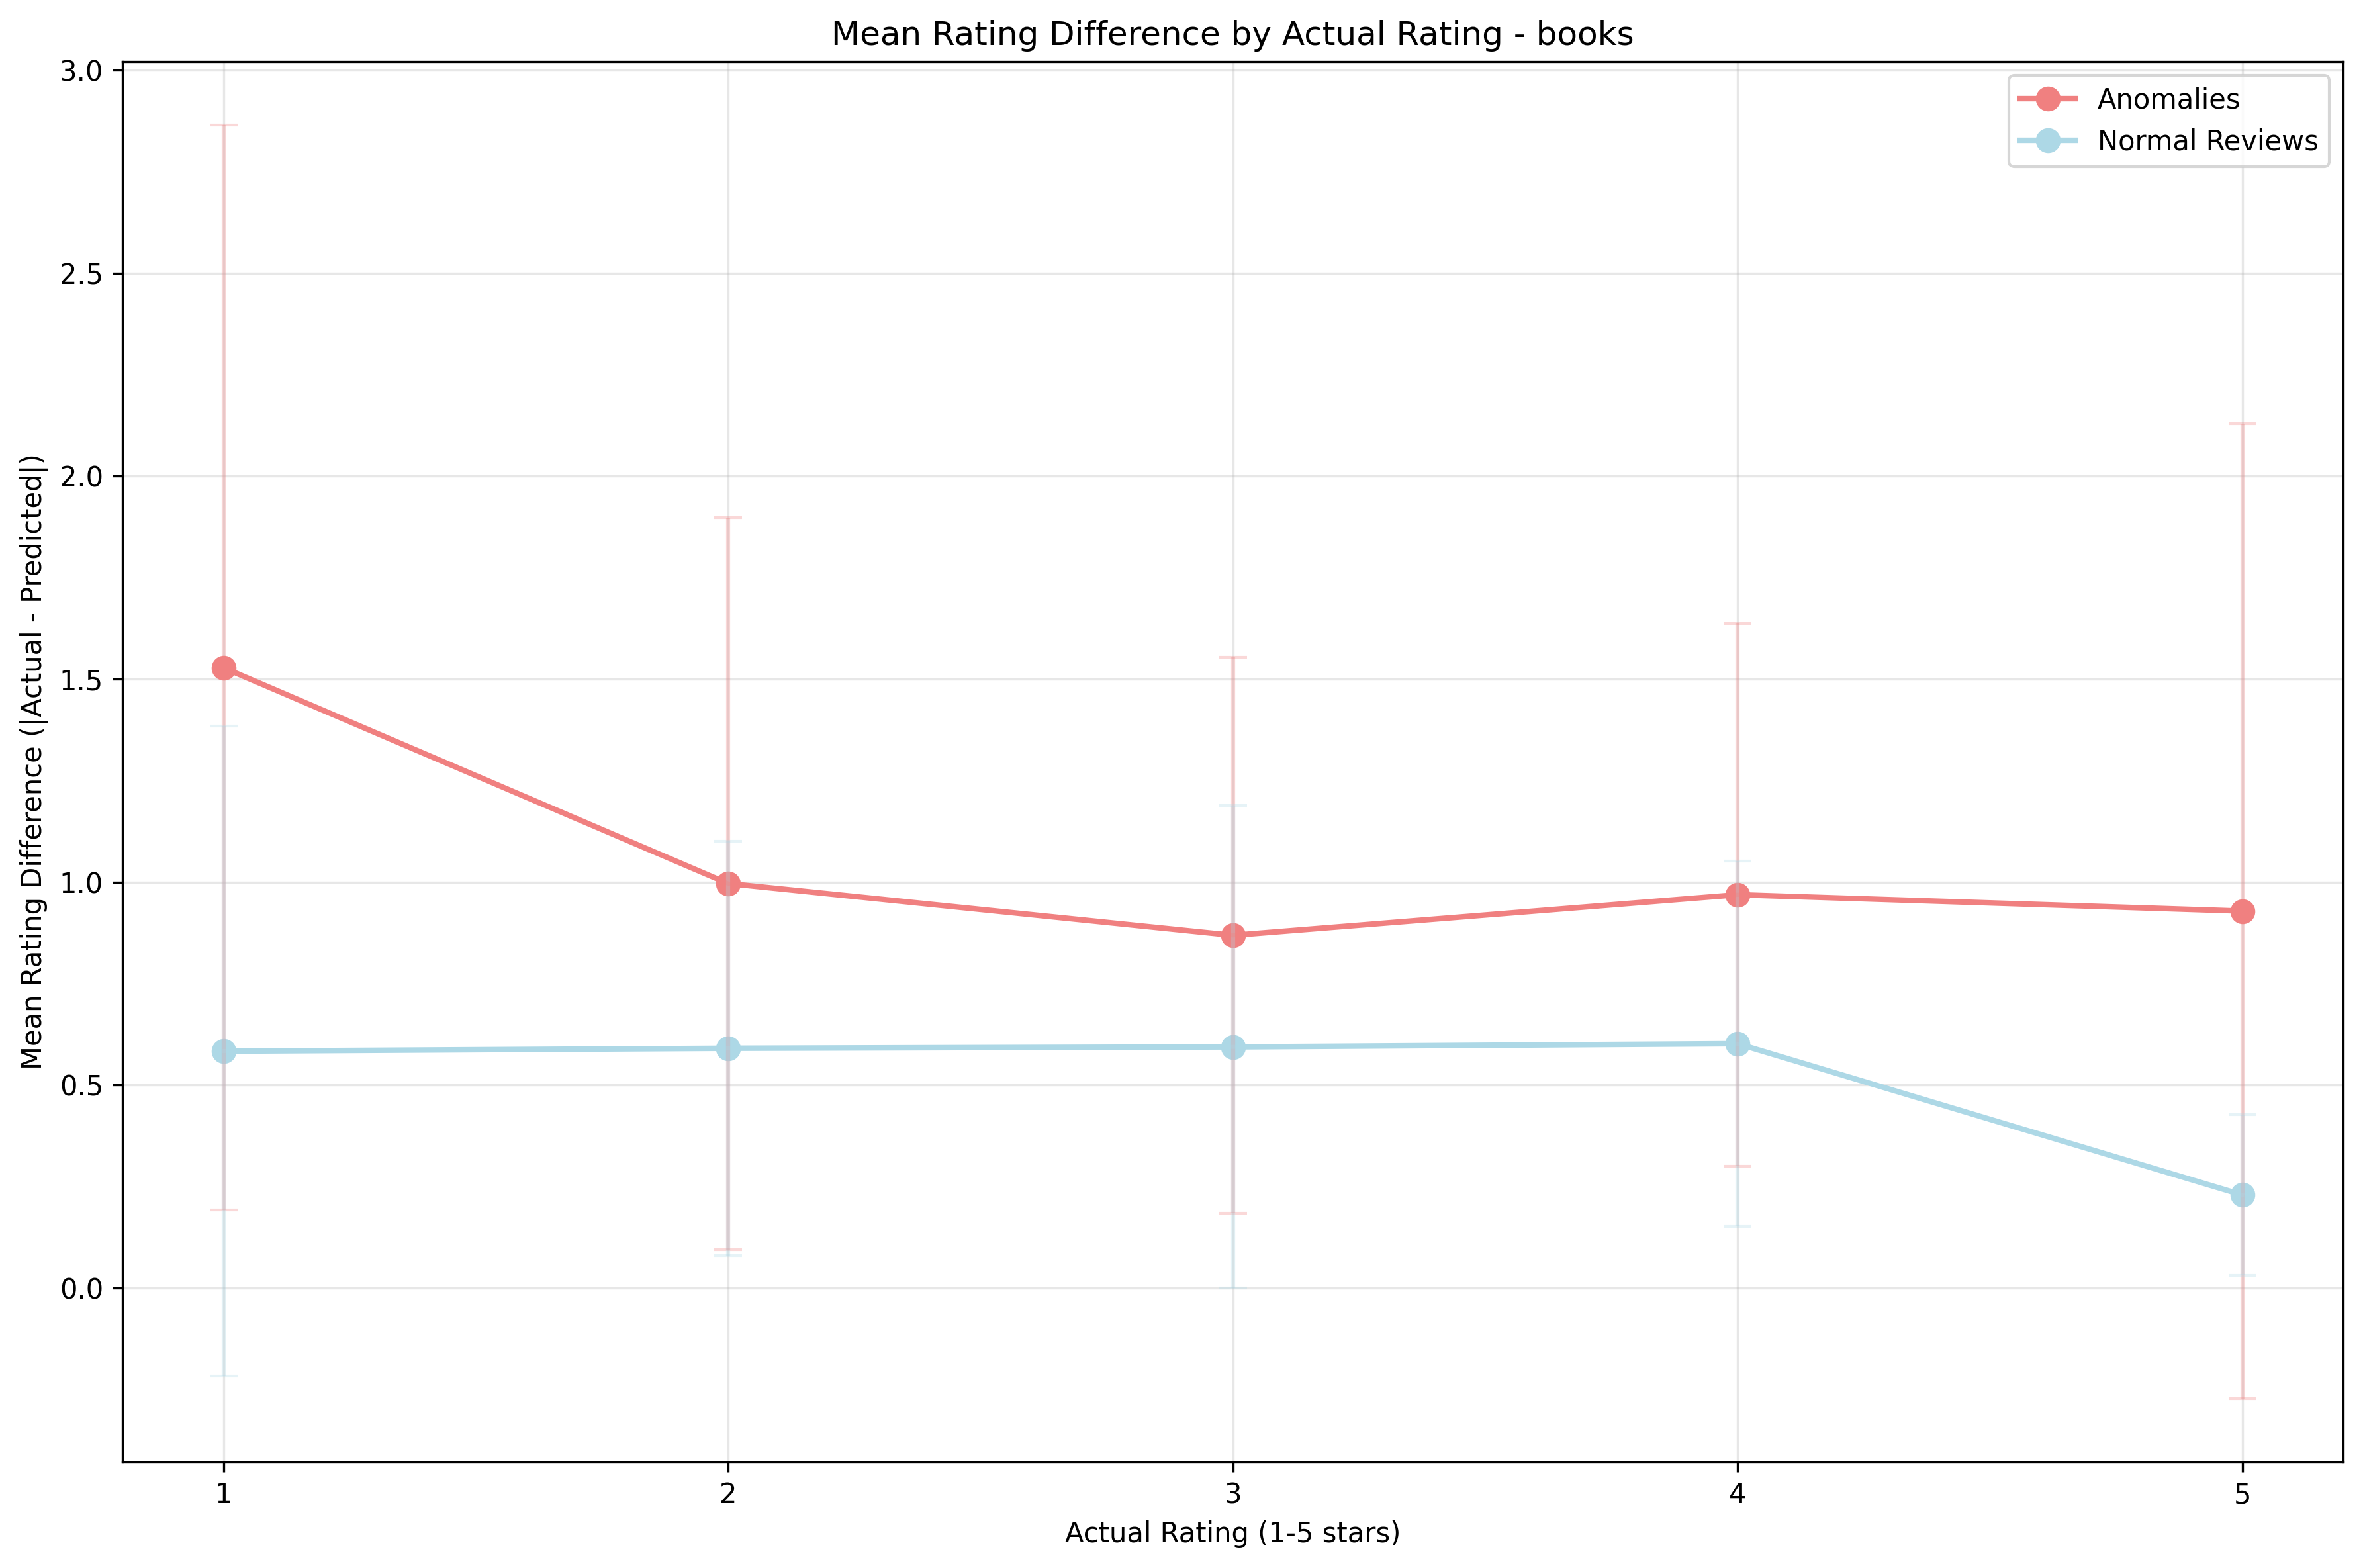 Mean Rating Difference by Actual Rating - books
Anomalies
Normal Reviews
Mean Rating Difference (|Actual - Predicted|)
3.0
2.5
2.0
1.5
1.0
0.5
0.0
1 2 3 4 5
Actual Rating (1-5 stars)